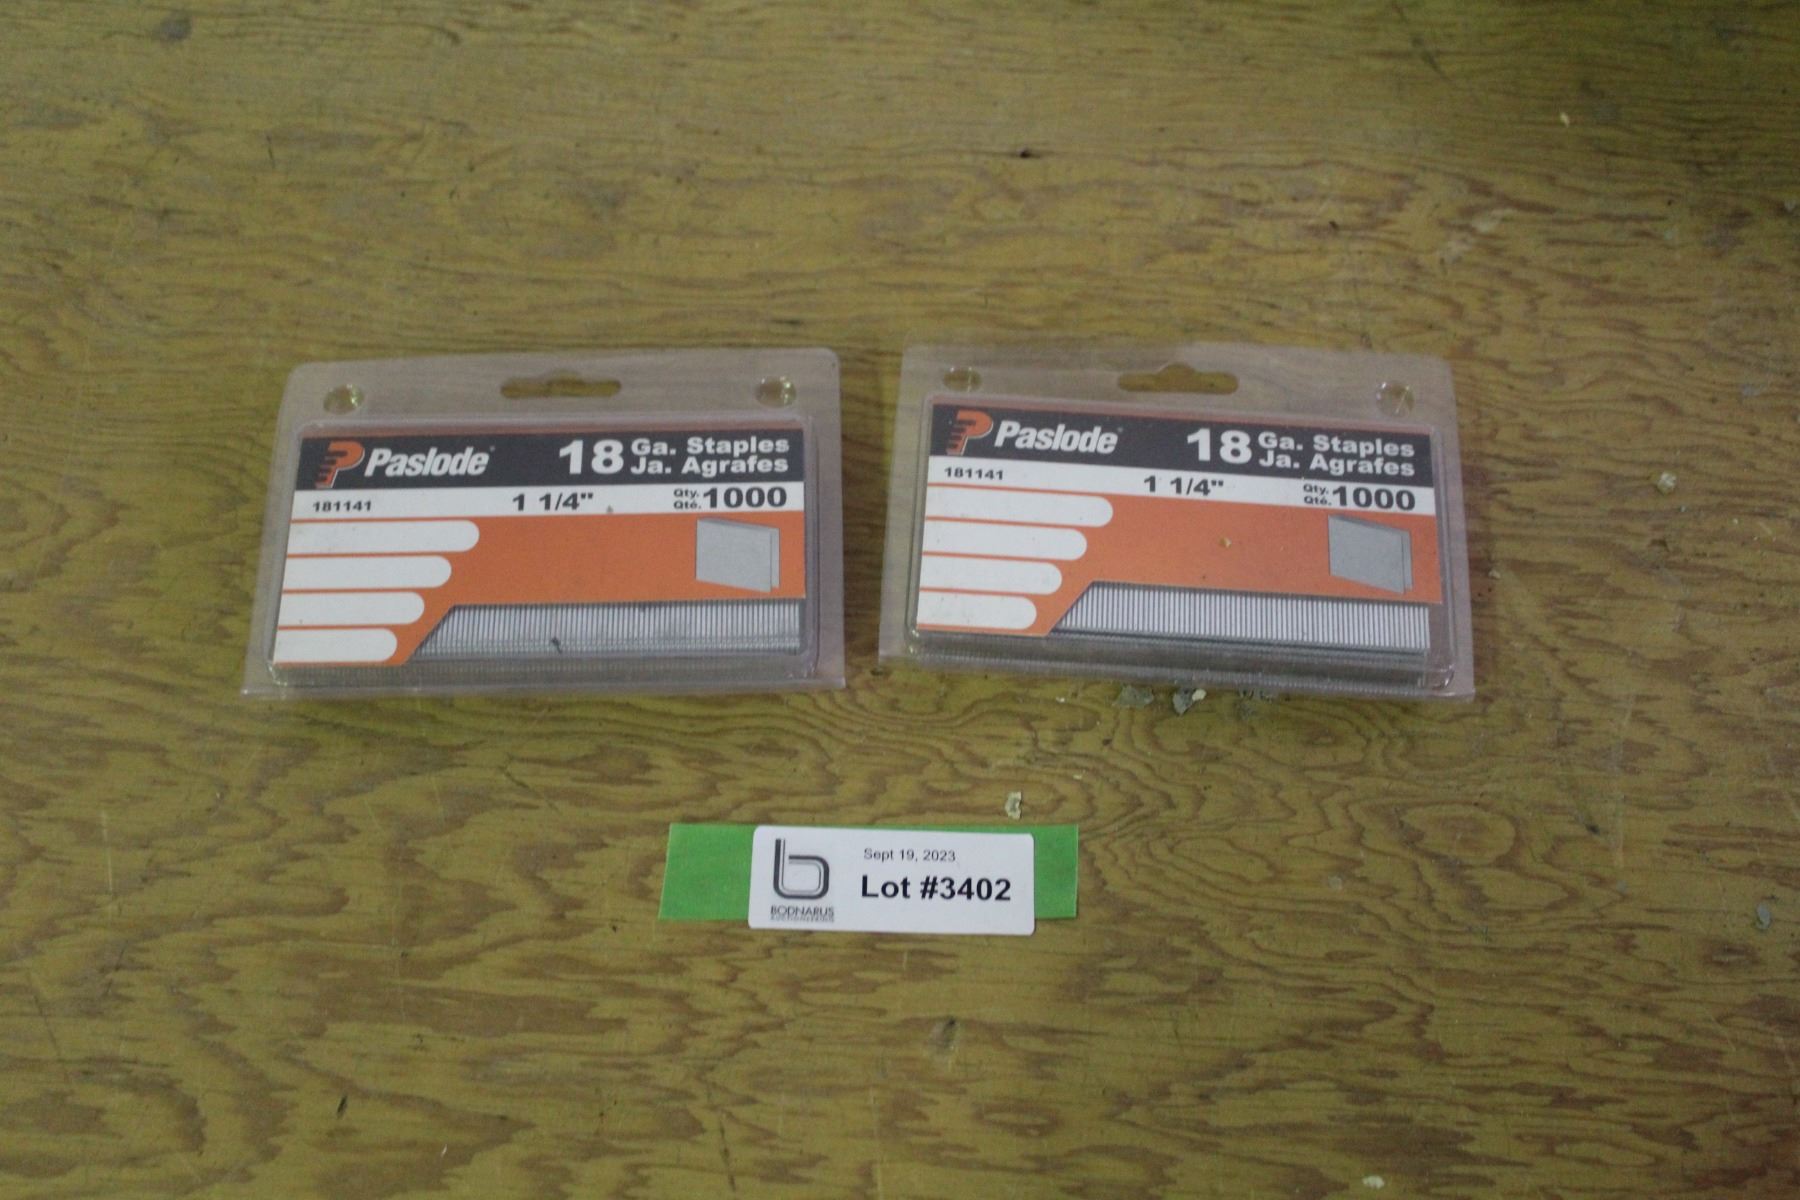 Paslode
18 Ga. Staples
Ja. Agrafes
181141
1 1/4"
Qty. 1000
Qté.
Paslode
18 Ga. Staples
Ja. Agrafes
181141
1 1/4"
Qty. 1000
Qté.
Sept 19, 2023
Lot #3402
BODNARUS
AUCTIONEERING